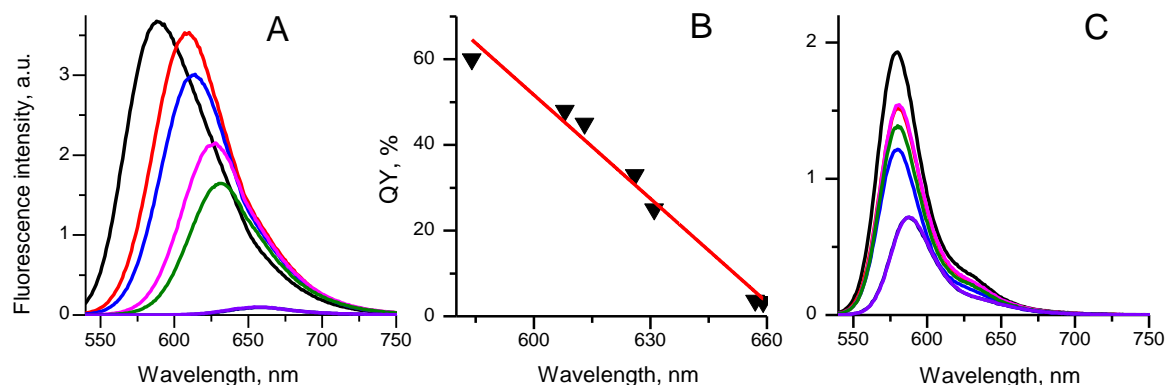 A
B
C
Fluorescence intensity, a.u.
3
2
1
0
550 600 650 700 750
Wavelength, nm
QY, %
60
40
20
0
600 630 660
Wavelength, nm
2
1
0
550 600 650 700 750
Wavelength, nm